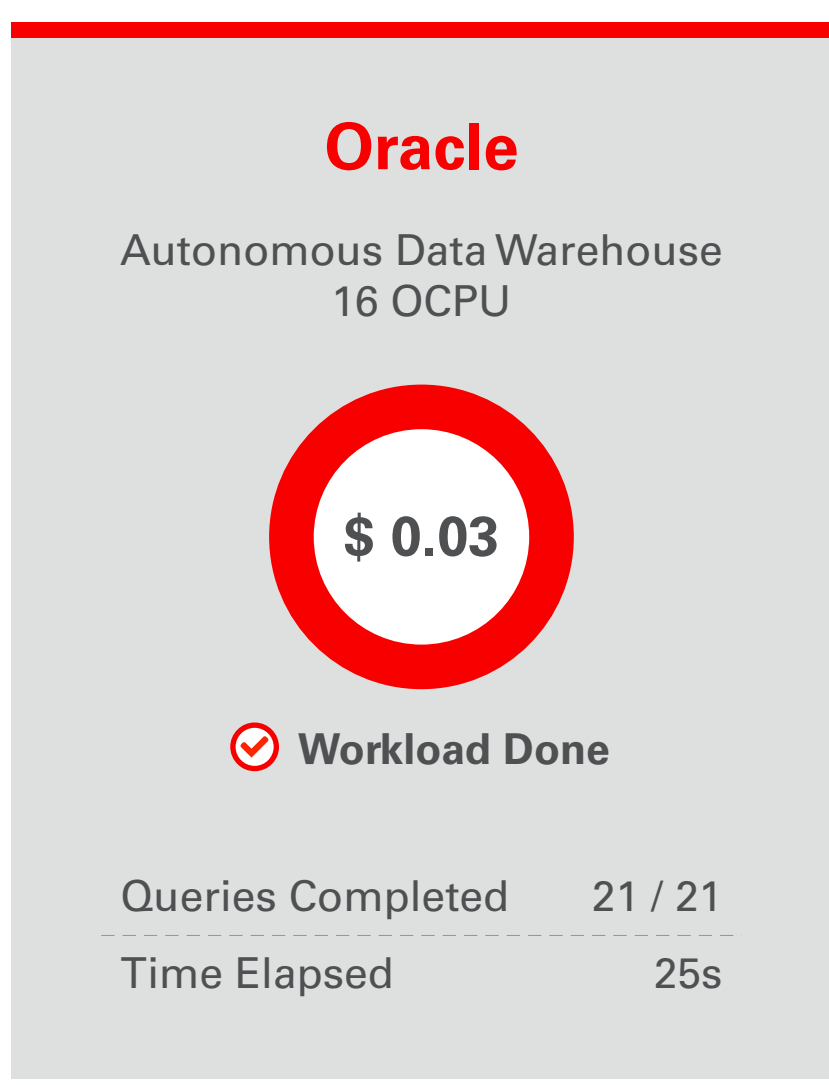 Oracle
Autonomous Data Warehouse
16 OCPU
$ 0.03
Workload Done
Queries Completed 21 / 21
Time Elapsed 25s